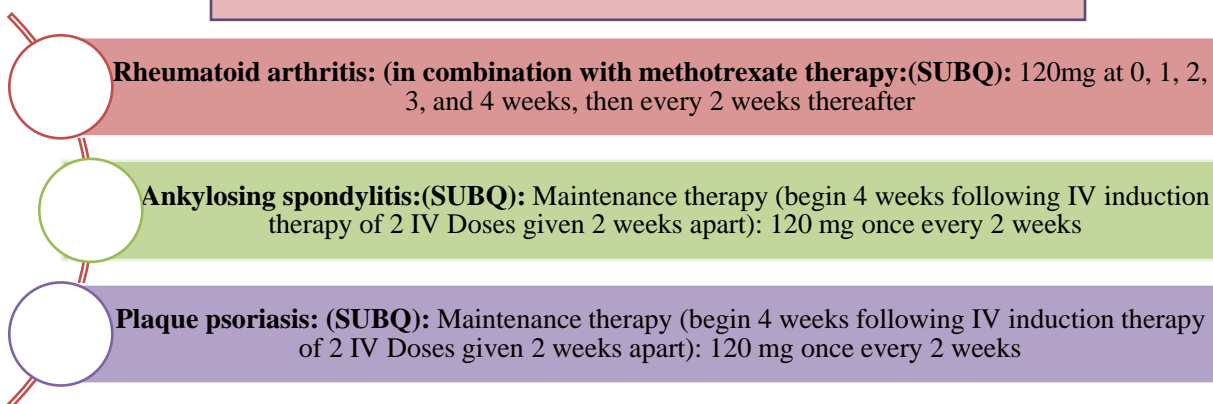 Rheumatoid arthritis: (in combination with methotrexate therapy:(SUBQ): 120mg at 0, 1, 2,
3, and 4 weeks, then every 2 weeks thereafter
Ankylosing spondylitis:(SUBQ): Maintenance therapy (begin 4 weeks following IV induction
therapy of 2 IV Doses given 2 weeks apart): 120 mg once every 2 weeks
Plaque psoriasis: (SUBQ): Maintenance therapy (begin 4 weeks following IV induction therapy
of 2 IV Doses given 2 weeks apart): 120 mg once every 2 weeks